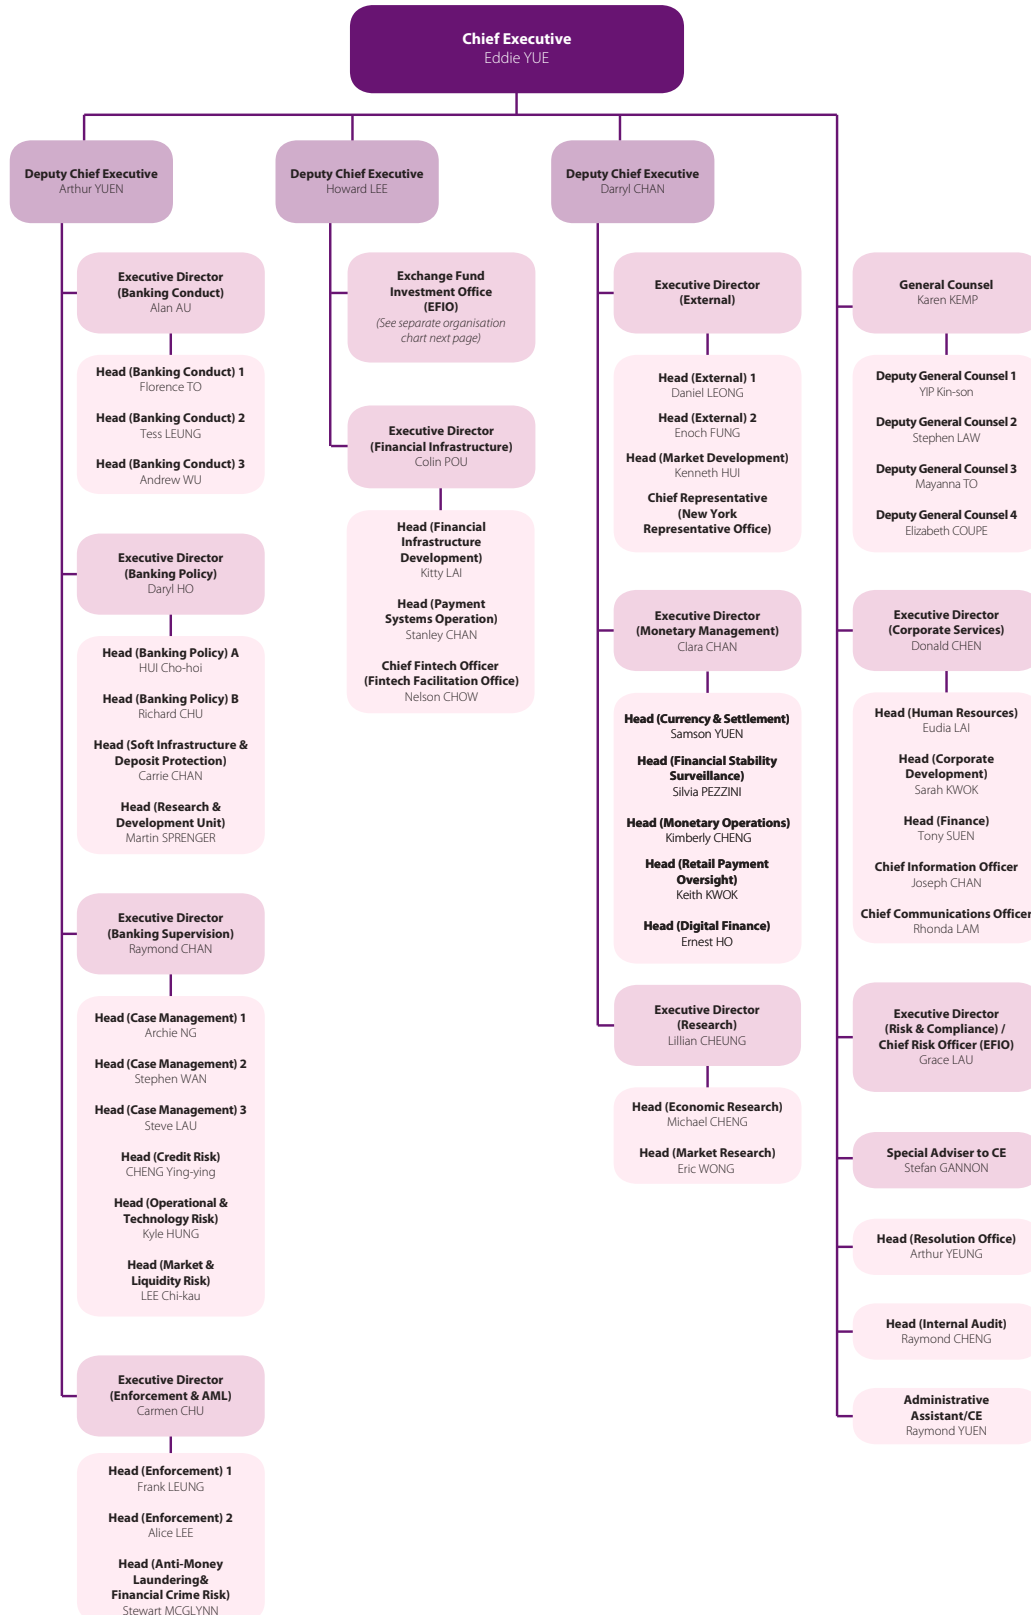 Chief Executive
Eddie YUE
Deputy Chief Executive
Arthur YUEN
Executive Director
(Banking Conduct)
Alan AU
Head (Banking Conduct) 1
Florence TO
Head (Banking Conduct) 2
Tess LEUNG
Head (Banking Conduct) 3
Andrew WU
Executive Director
(Banking Policy)
Daryl HO
Head (Banking Policy) A
HUI Cho-hoi
Head (Banking Policy) B
Richard CHU
Head (Soft Infrastructure &
Deposit Protection)
Carrie CHAN
Head (Research &
Development Unit)
Martin SPRENGER
Executive Director
(Banking Supervision)
Raymond CHAN
Head (Case Management) 1
Archie NG
Head (Case Management) 2
Stephen WAN
Head (Case Management) 3
Steve LAU
Head (Credit Risk)
CHENG Ying-ying
Head (Operational &
Technology Risk)
Kyle HUNG
Head (Market &
Liquidity Risk)
LEE Chi-kau
Executive Director
(Enforcement & AML)
Carmen CHU
Head (Enforcement) 1
Frank LEUNG
Head (Enforcement) 2
Alice LEE
Head (Anti-Money
Laundering&
Financial Crime Risk)
Stewart MCGLYNN
Deputy Chief Executive
Howard LEE
Exchange Fund
Investment Office
(EFIO)
(See separate organisation
chart next page)
Executive Director
(Financial Infrastructure)
Colin POU
Head (Financial
Infrastructure
Development)
Kitty LAI
Head (Payment
Systems Operation)
Stanley CHAN
Chief Fintech Officer
(Fintech Facilitation Office)
Nelson CHOW
Deputy Chief Executive
Darryl CHAN
Executive Director
(External)
Head (External) 1
Daniel LEONG
Head (External) 2
Enoch FUNG
Head (Market Development)
Kenneth HUI
Chief Representative
(New York
Representative Office)
Executive Director
(Monetary Management)
Clara CHAN
Head (Currency & Settlement)
Samson YUEN
Head (Financial Stability
Surveillance)
Silvia PEZZINI
Head (Monetary Operations)
Kimberly CHENG
Head (Retail Payment
Oversight)
Keith KWOK
Head (Digital Finance)
Ernest HO
Executive Director
(Research)
Lillian CHEUNG
Head (Economic Research)
Michael CHENG
Head (Market Research)
Eric WONG
General Counsel
Karen KEMP
Deputy General Counsel 1
YIP Kin-son
Deputy General Counsel 2
Stephen LAW
Deputy General Counsel 3
Mayanna TO
Deputy General Counsel 4
Elizabeth COUPE
Executive Director
(Corporate Services)
Donald CHEN
Head (Human Resources)
Eudia LAI
Head (Corporate
Development)
Sarah KWOK
Head (Finance)
Tony SUEN
Chief Information Officer
Joseph CHAN
Chief Communications Officer
Rhonda LAM
Executive Director
(Risk & Compliance) /
Chief Risk Officer (EFIO)
Grace LAU
Special Adviser to CE
Stefan GANNON
Head (Resolution Office)
Arthur YEUNG
Head (Internal Audit)
Raymond CHENG
Administrative
Assistant/CE
Raymond YUEN